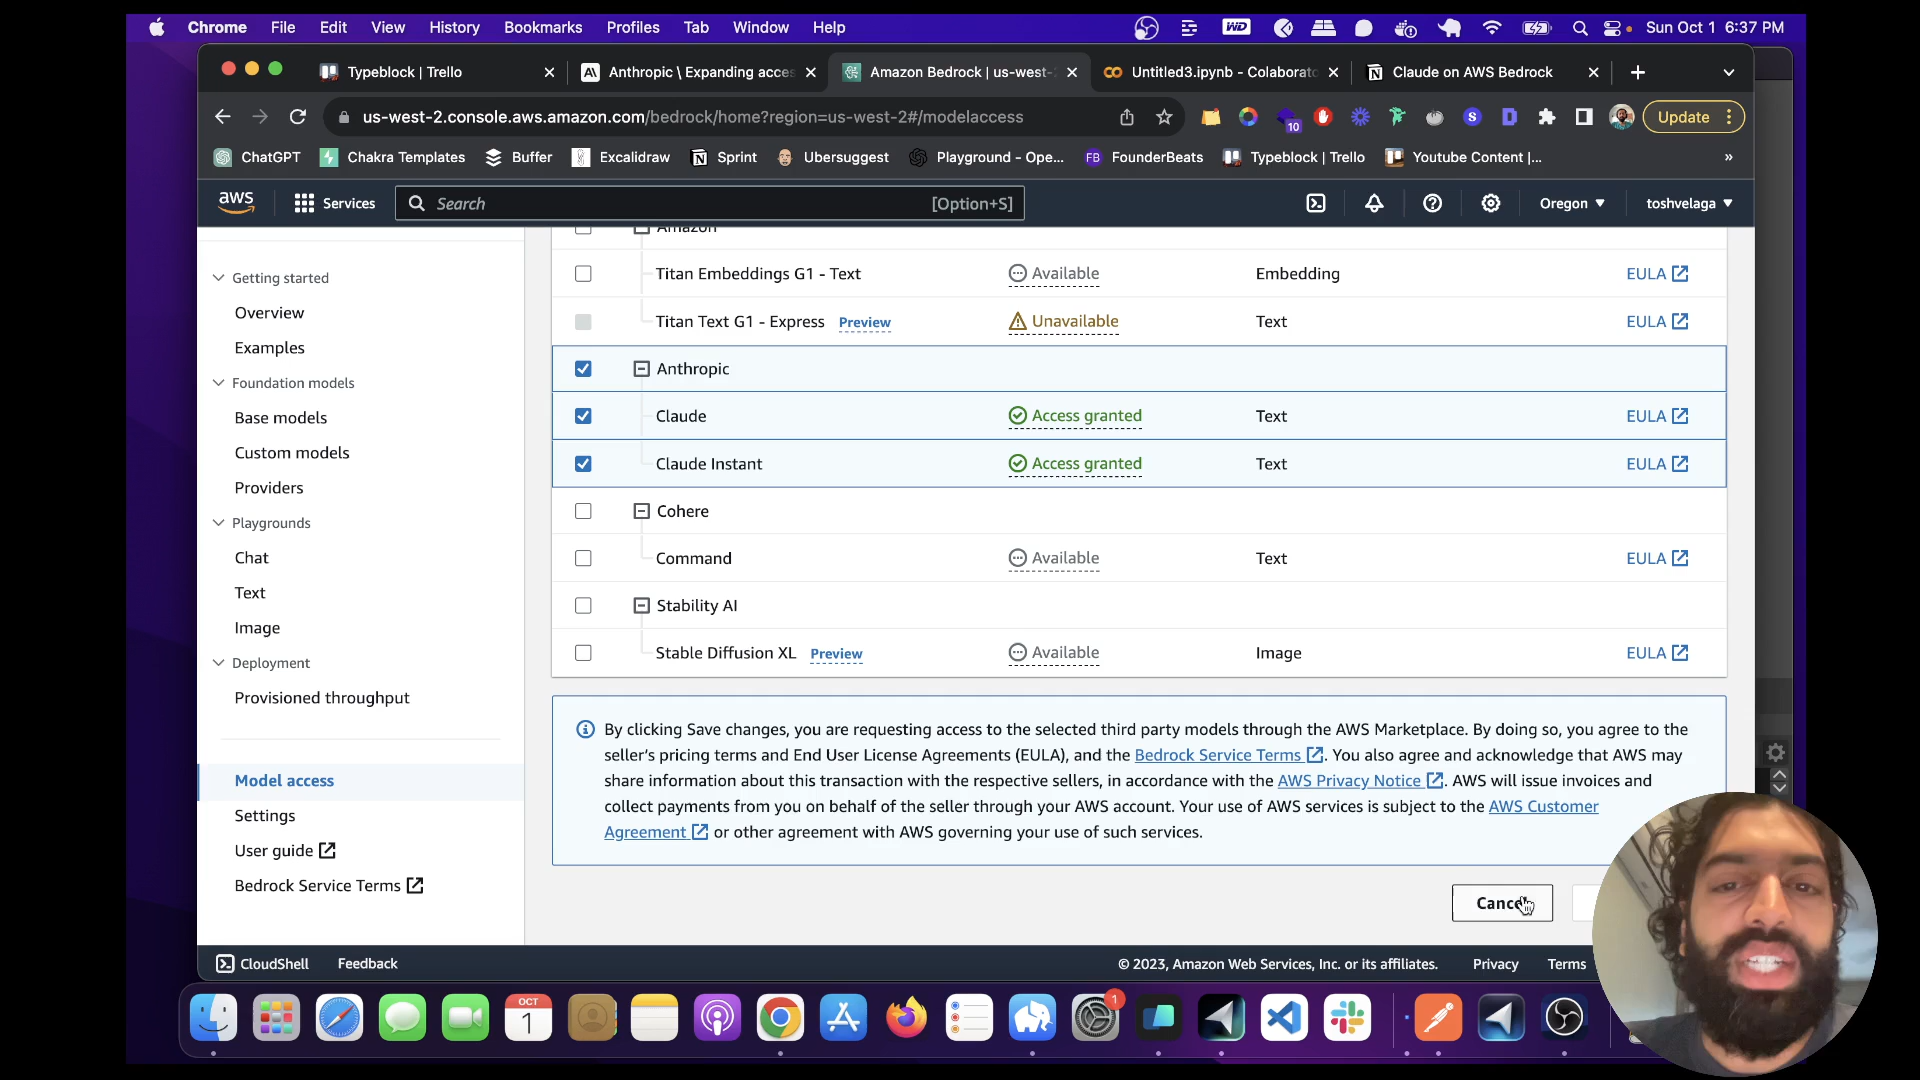 Chrome File Edit View History Bookmarks Profiles Tab Window Help WD Sun Oct 1 6:37 PM
Typeblock | Trello A\ Anthropic \ Expanding acces Amazon Bedrock | us-west- Untitled3.ipynb - Colaborato Claude on AWS Bedrock
us-west-2.console.aws.amazon.com/bedrock/home?region=us-west-2#/modelaccess 10 S D Update
ChatGPT Chakra Templates Buffer Excalidraw Sprint Ubersuggest Playground - Ope... FB FounderBeats Typeblock | Trello Youtube Content |... »
aws Services Search [Option+S] Oregon toshvelaga
Getting started
Overview
Examples
Foundation models
Base models
Custom models
Providers
Playgrounds
Chat
Text
Image
Deployment
Provisioned throughput
Model access
Settings
User guide
Bedrock Service Terms
Amazon
Titan Embeddings G1 - Text Available Embedding EULA
Titan Text G1 - Express Preview Unavailable Text EULA
Anthropic
Claude Access granted Text EULA
Claude Instant Access granted Text EULA
Cohere
Command Available Text EULA
Stability AI
Stable Diffusion XL Preview Available Image EULA
By clicking Save changes, you are requesting access to the selected third party models through the AWS Marketplace. By doing so, you agree to the
seller's pricing terms and End User License Agreements (EULA), and the Bedrock Service Terms. You also agree and acknowledge that AWS may
share information about this transaction with the respective sellers, in accordance with the AWS Privacy Notice. AWS will issue invoices and
collect payments from you on behalf of the seller through your AWS account. Your use of AWS services is subject to the AWS Customer
Agreement or other agreement with AWS governing your use of such services.
Cancel
CloudShell Feedback © 2023, Amazon Web Services, Inc. or its affiliates. Privacy Terms
OCT
1
1